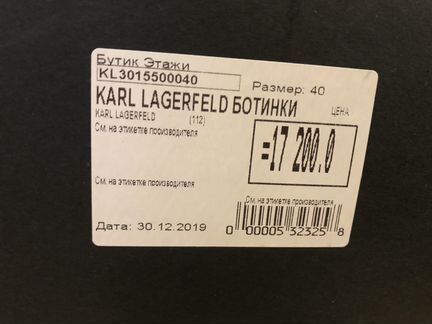 Бутик Этажи
KL3015500040
Размер: 40
KARL LAGERFELD БОТИНКИ
ЦЕНА
KARL LAGERFELD (112)
См. на этикетке производителя
=17 200.0
См. на этикетке производителя
См. на этикетке производителя
Дата: 30.12.2019
0 000005 32325 8